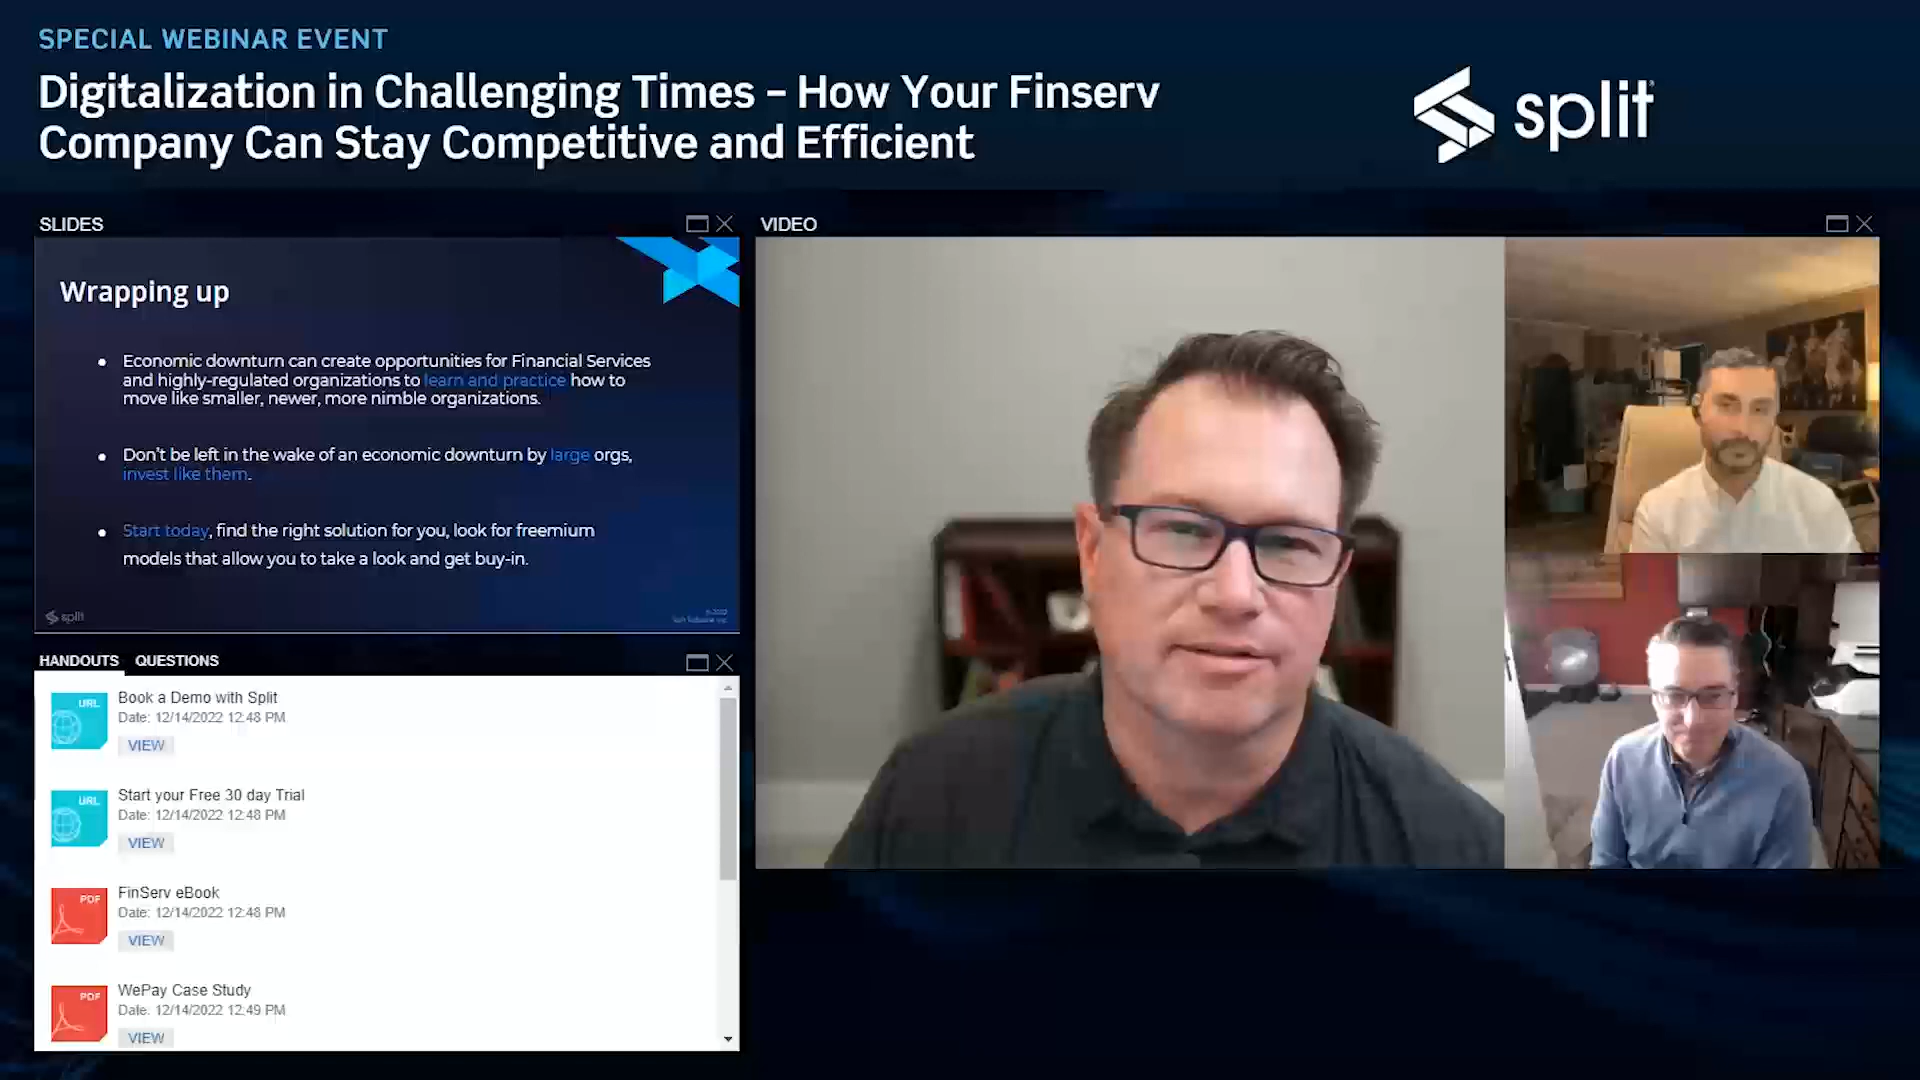 SPECIAL WEBINAR EVENT
Digitalization in Challenging Times – How Your Finserv
Company Can Stay Competitive and Efficient
split
SLIDES
Wrapping up
• Economic downturn can create opportunities for Financial Services
and highly-regulated organizations to learn and practice how to
move like smaller, newer, more nimble organizations.
• Don't be left in the wake of an economic downturn by large orgs,
invest like them.
• Start today, find the right solution for you, look for freemium
models that allow you to take a look and get buy-in.
split
VIDEO
HANDOUTS QUESTIONS
URL
Book a Demo with Split
Date: 12/14/2022 12:48 PM
VIEW
URL
Start your Free 30 day Trial
Date: 12/14/2022 12:48 PM
VIEW
PDF
FinServ eBook
Date: 12/14/2022 12:48 PM
VIEW
PDF
WePay Case Study
Date: 12/14/2022 12:49 PM
VIEW